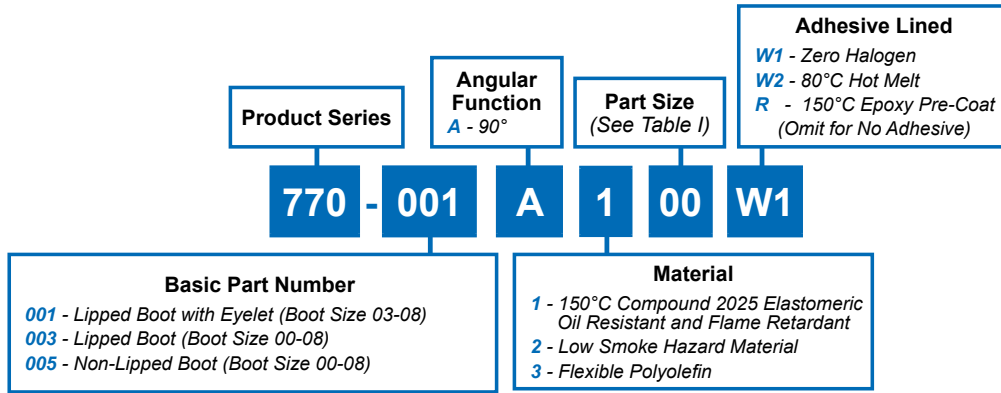 Product Series
Angular
Function
A - 90°
Part Size
(See Table I)
Adhesive Lined
W1 - Zero Halogen
W2 - 80°C Hot Melt
R - 150°C Epoxy Pre-Coat
(Omit for No Adhesive)
770 - 001 A 1 00 W1
Basic Part Number
001 - Lipped Boot with Eyelet (Boot Size 03-08)
003 - Lipped Boot (Boot Size 00-08)
005 - Non-Lipped Boot (Boot Size 00-08)
Material
1 - 150°C Compound 2025 Elastomeric
Oil Resistant and Flame Retardant
2 - Low Smoke Hazard Material
3 - Flexible Polyolefin